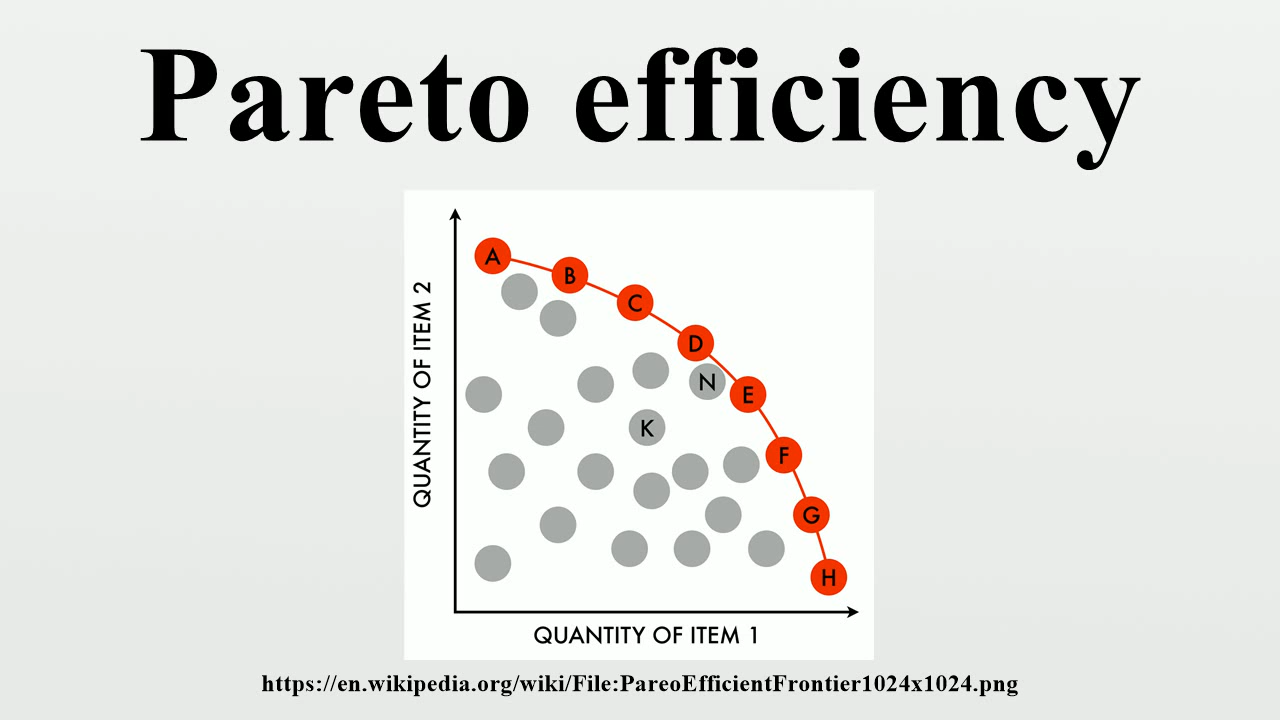 Pareto efficiency
QUANTITY OF ITEM 2
A
B
C
D
N
E
K
F
G
H
QUANTITY OF ITEM 1
https://en.wikipedia.org/wiki/File:PareoEfficientFrontier1024x1024.png